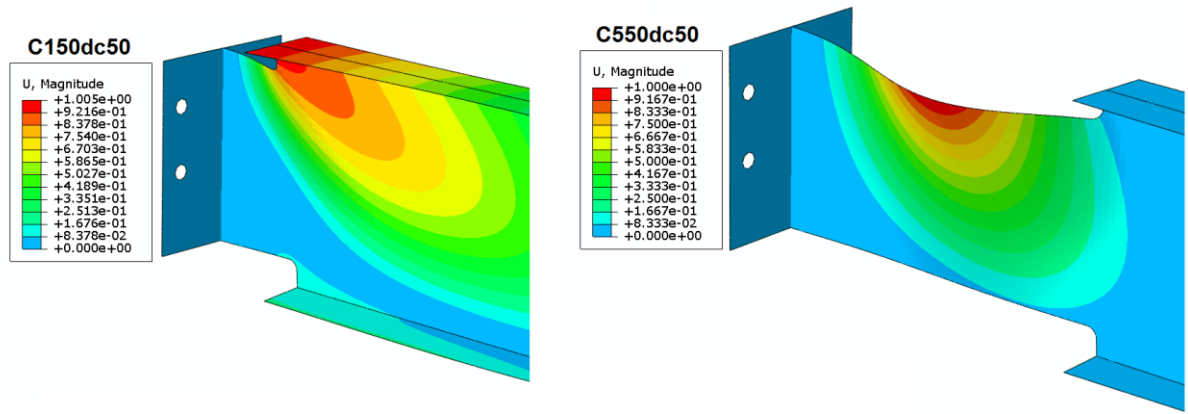 C150dc50
U, Magnitude
+1.005e+00
+9.216e-01
+8.378e-01
+7.540e-01
+6.703e-01
+5.865e-01
+5.027e-01
+4.189e-01
+3.351e-01
+2.513e-01
+1.676e-01
+8.378e-02
+0.000e+00
C550dc50
U, Magnitude
+1.000e+00
+9.167e-01
+8.333e-01
+7.500e-01
+6.667e-01
+5.833e-01
+5.000e-01
+4.167e-01
+3.333e-01
+2.500e-01
+1.667e-01
+8.333e-02
+0.000e+00